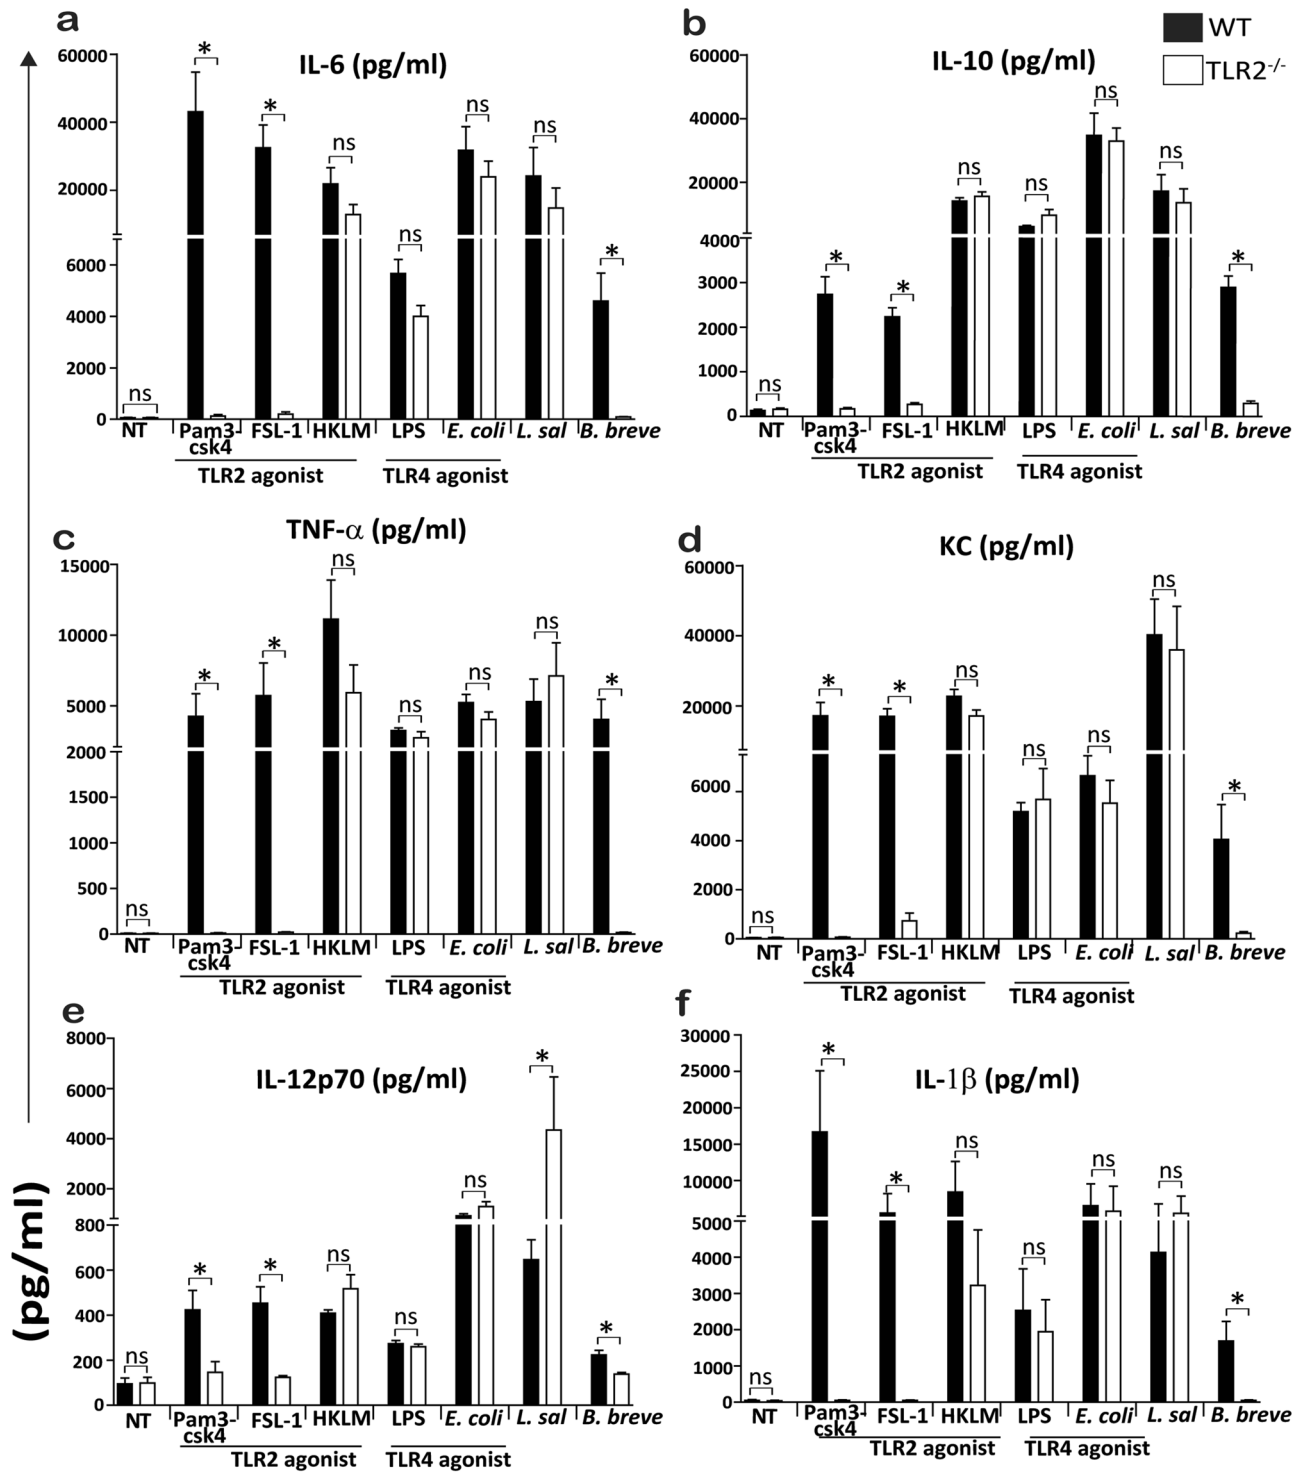 a
IL-6 (pg/ml)
60000
40000
20000
6000
4000
2000
0
*
*
ns
ns
ns
ns
*
ns
NT
Pam3-
csk4
FSL-1
HKLM
LPS
E. coli
L. sal
B. breve
TLR2 agonist
TLR4 agonist
b
IL-10 (pg/ml)
WT
TLR2-/-
60000
40000
20000
4000
3000
2000
1000
0
ns
*
*
ns
ns
ns
ns
*
NT
Pam3-
csk4
FSL-1
HKLM
LPS
E. coli
L. sal
B. breve
TLR2 agonist
TLR4 agonist
c
TNF-α (pg/ml)
15000
10000
5000
2000
1500
1000
500
0
ns
*
*
ns
ns
ns
ns
*
NT
Pam3-
csk4
FSL-1
HKLM
LPS
E. coli
L. sal
B. breve
TLR2 agonist
TLR4 agonist
d
KC (pg/ml)
60000
40000
20000
6000
4000
2000
0
ns
*
*
ns
ns
ns
ns
*
NT
Pam3-
csk4
FSL-1
HKLM
LPS
E. coli
L. sal
B. breve
TLR2 agonist
TLR4 agonist
e
IL-12p70 (pg/ml)
8000
6000
4000
2000
800
600
400
200
0
ns
*
*
ns
ns
ns
*
*
NT
Pam3-
csk4
FSL-1
HKLM
LPS
E. coli
L. sal
B. breve
TLR2 agonist
TLR4 agonist
f
IL-1β (pg/ml)
30000
25000
20000
15000
10000
5000
4000
3000
2000
1000
0
ns
*
*
ns
ns
ns
ns
*
NT
Pam3-
csk4
FSL-1
HKLM
LPS
E. coli
L. sal
B. breve
TLR2 agonist
TLR4 agonist
(pg/ml)